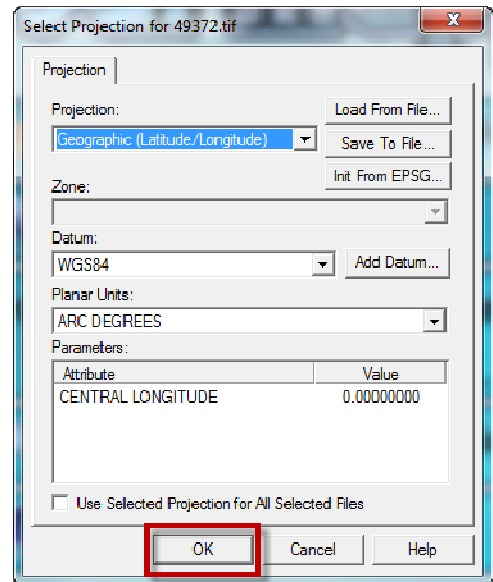 Select Projection for 49372.tif
Projection
Projection:
Load From File...
Geographic (Latitude/Longitude)
Save To File...
Init From EPSG...
Zone:
Datum:
WGS84
Add Datum...
Planar Units:
ARC DEGREES
Parameters:
Attribute Value
CENTRAL LONGITUDE 0.00000000
Use Selected Projection for All Selected Files
OK Cancel Help